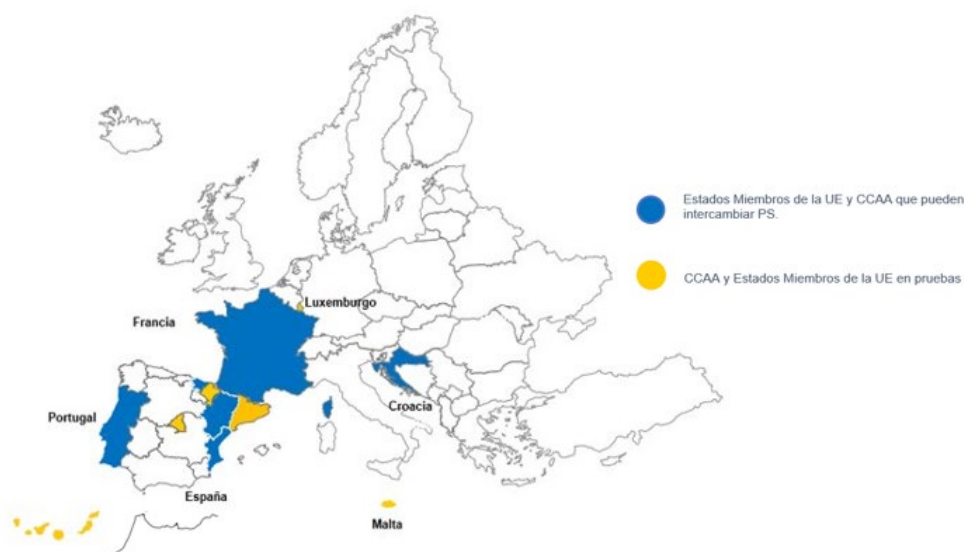 Estados Miembros de la UE y CCAA que pueden
intercambiar PS.
CCAA y Estados Miembros de la UE en pruebas
Luxemburgo
Francia
Croacia
Portugal
España
Malta